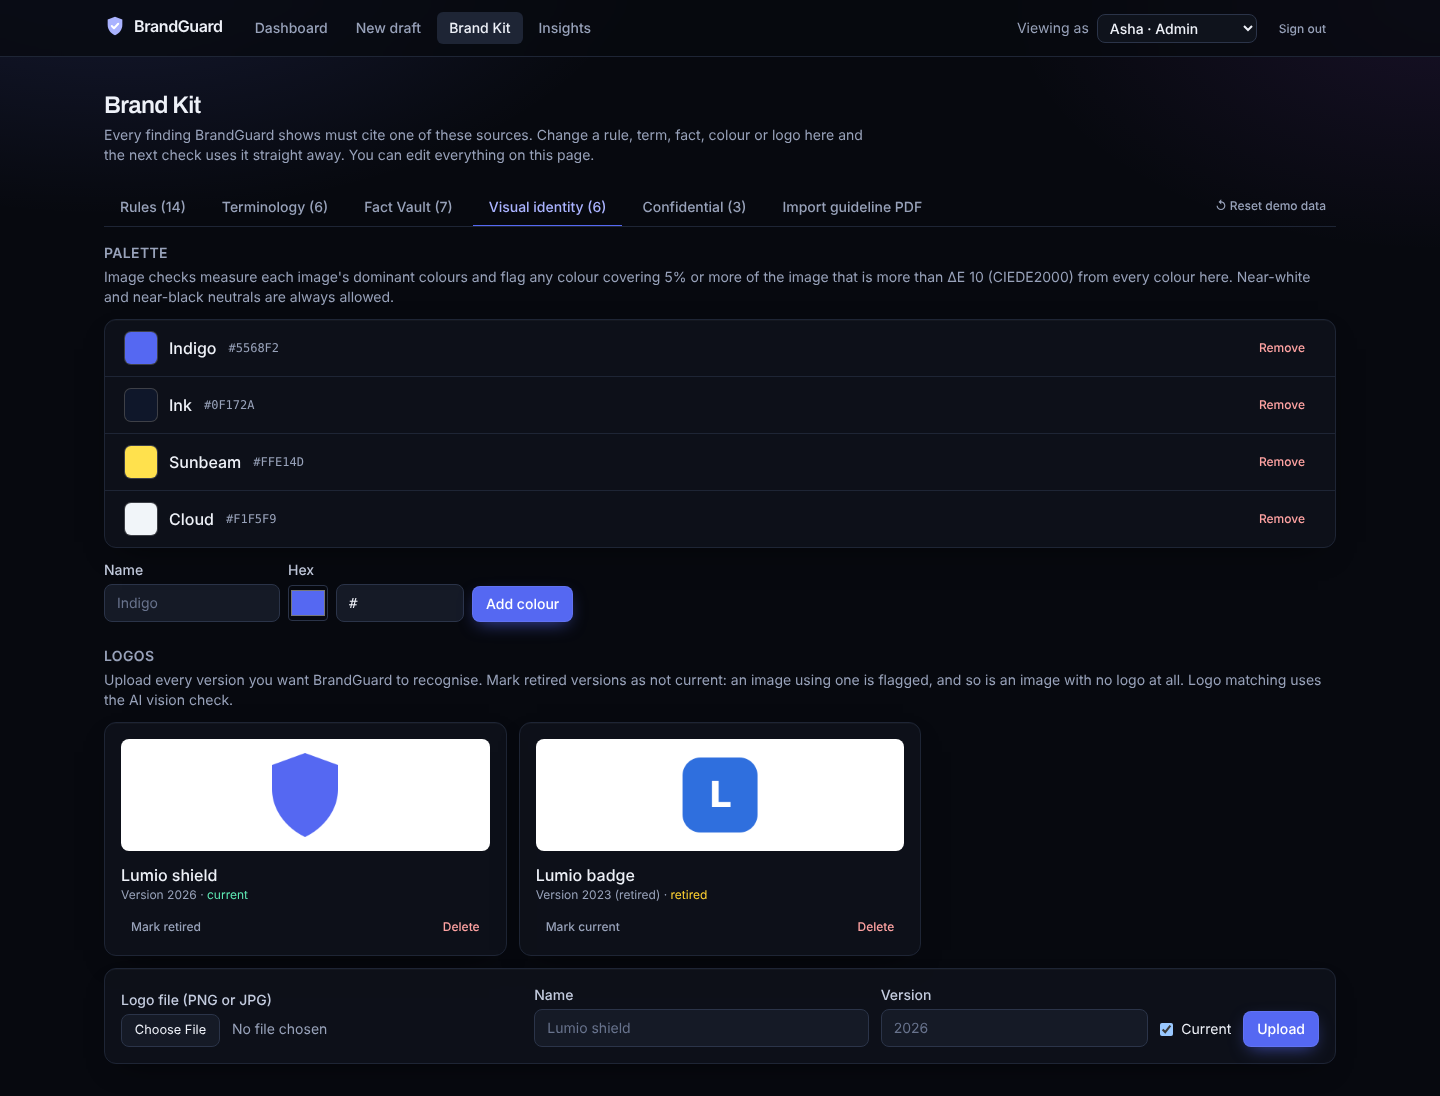 BrandGuard Dashboard New draft Brand Kit Insights Viewing as Asha · Admin Sign out
Brand Kit
Every finding BrandGuard shows must cite one of these sources. Change a rule, term, fact, colour or logo here and
the next check uses it straight away. You can edit everything on this page.
Rules (14) Terminology (6) Fact Vault (7) Visual identity (6) Confidential (3) Import guideline PDF ↺ Reset demo data
PALETTE
Image checks measure each image's dominant colours and flag any colour covering 5% or more of the image that is more than ΔE 10 (CIEDE2000) from every colour here. Near-white
and near-black neutrals are always allowed.
Indigo #5568F2 Remove
Ink #0F172A Remove
Sunbeam #FFE14D Remove
Cloud #F1F5F9 Remove
Name Hex
Indigo # Add colour
LOGOS
Upload every version you want BrandGuard to recognise. Mark retired versions as not current: an image using one is flagged, and so is an image with no logo at all. Logo matching uses
the AI vision check.
L
Lumio shield Lumio badge
Version 2026 · current Version 2023 (retired) · retired
Mark retired Delete Mark current Delete
Logo file (PNG or JPG) Name Version
Choose File No file chosen Lumio shield 2026 Current Upload